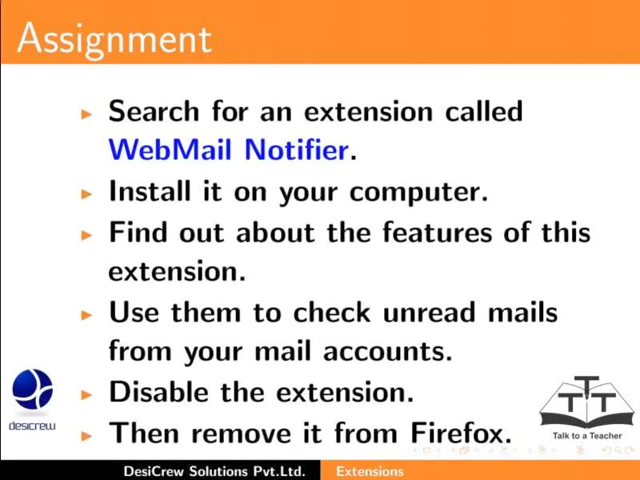 Assignment
Search for an extension called
WebMail Notifier.
Install it on your computer.
Find out about the features of this
extension.
Use them to check unread mails
from your mail accounts.
Disable the extension.
Then remove it from Firefox.
desicrew
TTT
Talk to a Teacher
DesiCrew Solutions Pvt.Ltd.
Extensions